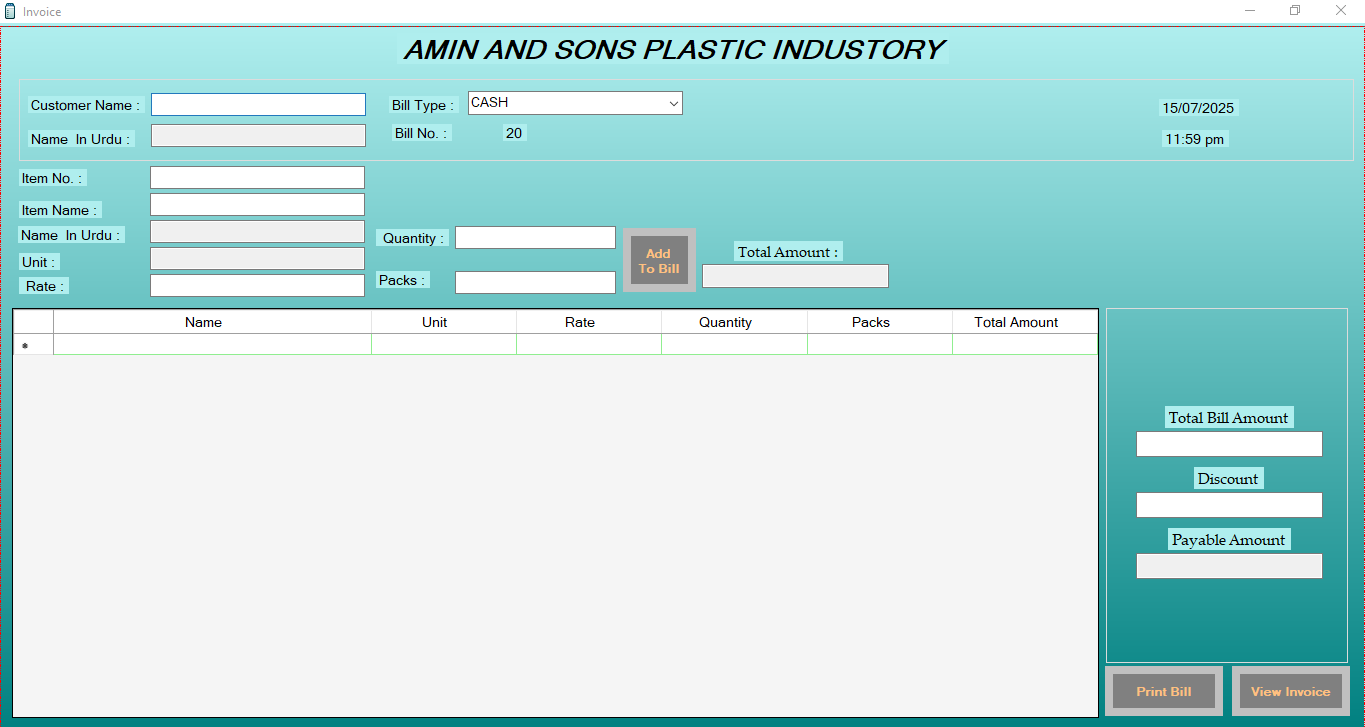 Invoice
AMIN AND SONS PLASTIC INDUSTORY
Customer Name :
Bill Type :
CASH
15/07/2025
Name In Urdu :
Bill No. :
20
11:59 pm
Item No. :
Item Name :
Name In Urdu :
Unit :
Rate :
Quantity :
Packs :
Add
To Bill
Total Amount :
Name Unit Rate Quantity Packs Total Amount
Total Bill Amount
Discount
Payable Amount
Print Bill
View Invoice